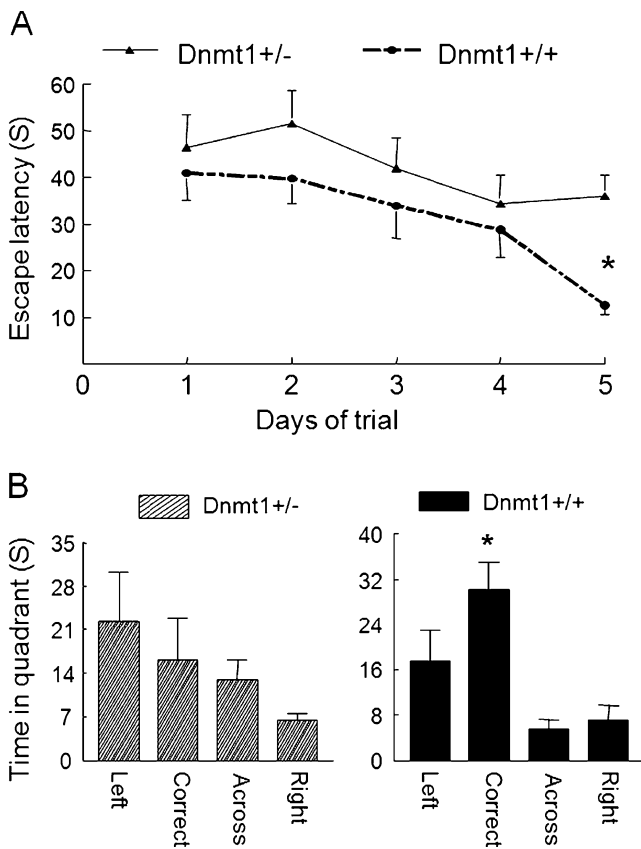 A
Dnmt1+/-
Dnmt1+/+
Escape latency (S)
60
50
40
30
20
10
*
0
1
2
3
4
5
Days of trial
B
Dnmt1+/-
Dnmt1+/+
Time in quadrant (S)
35
28
21
14
7
0
Left
Correct
Across
Right
40
32
24
16
8
0
*
Left
Correct
Across
Right